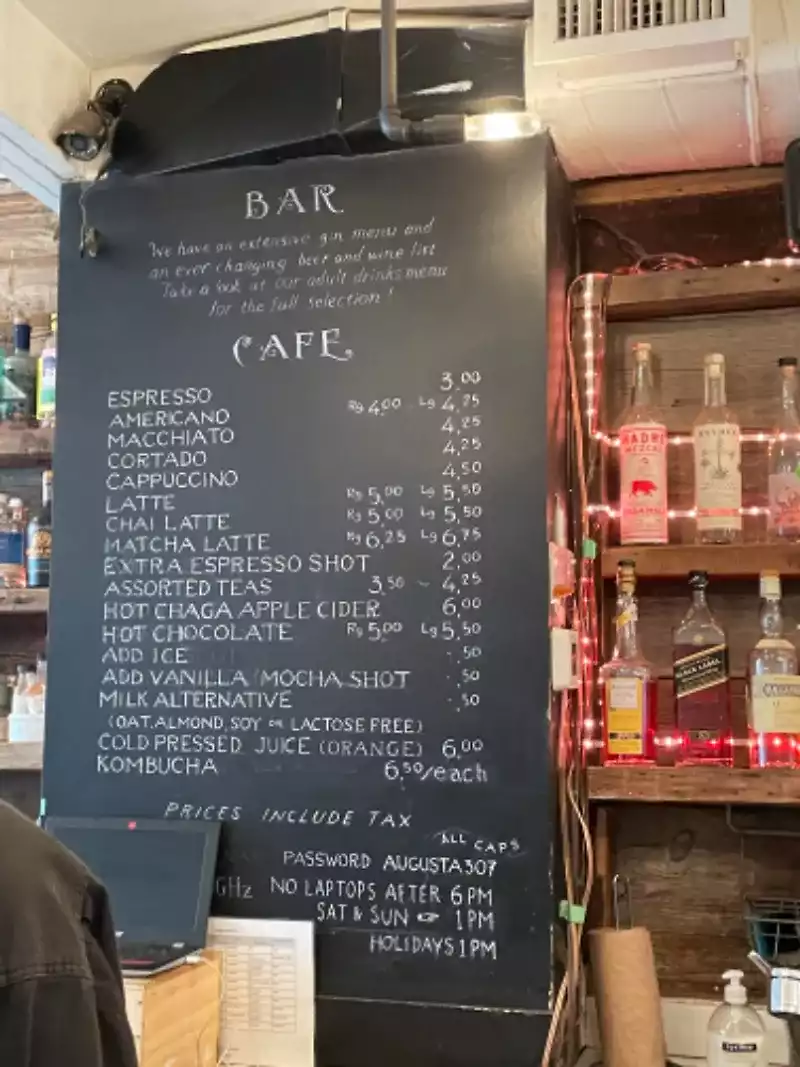 BAR
We have an extensive gin menu and
an ever changing beer and wine list
Take a look at our adult drinks menu
for the full selection!
CAFE
ESPRESSO 3.00
AMERICANO Rg 4.00 Lg 4.75
MACCHIATO 4.25
CORTADO 4.25
CAPPUCCINO 4.50
LATTE Rg 5.00 Lg 5.50
CHAI LATTE Rg 5.00 Lg 5.50
MATCHA LATTE Rg 6.25 Lg 6.75
EXTRA ESPRESSO SHOT 2.00
ASSORTED TEAS 3.50 - 4.25
HOT CHAGA APPLE CIDER 6.00
HOT CHOCOLATE Rg 5.00 Lg 5.50
ADD ICE .50
ADD VANILLA/MOCHA SHOT .50
MILK ALTERNATIVE .50
(OAT, ALMOND, SOY OR LACTOSE FREE)
COLD PRESSED JUICE (ORANGE) 6.00
KOMBUCHA 6.50/each
PRICES INCLUDE TAX
ALL CAPS
PASSWORD AUGUSTA307
GHz NO LAPTOPS AFTER 6PM
SAT & SUN ☞ 1PM
HOLIDAYS 1PM
MADRE
MEZCAL
BLACK LABEL